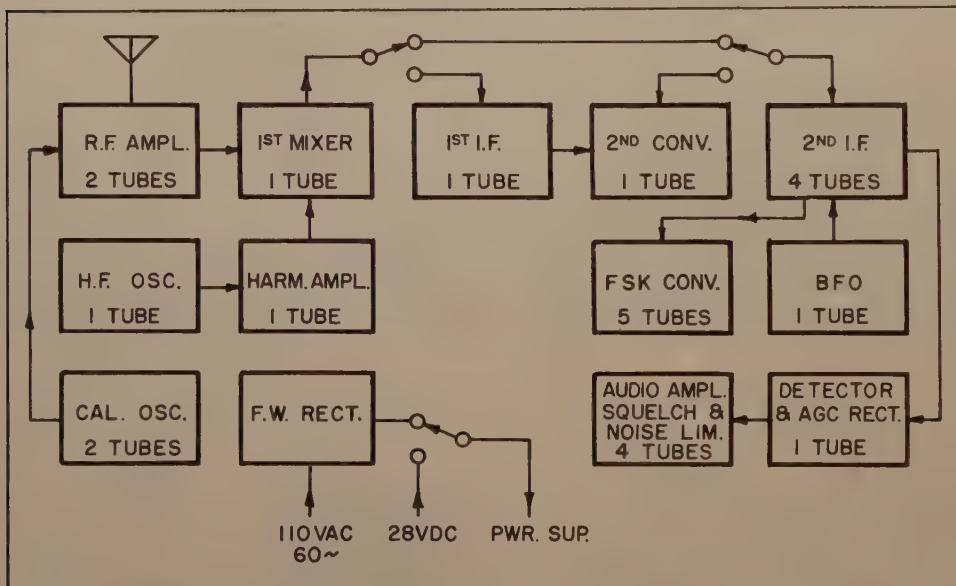 R.F. AMPL.
2 TUBES
1ST MIXER
1 TUBE
1ST I.F.
1 TUBE
2ND CONV.
1 TUBE
2ND I.F.
4 TUBES
H.F. OSC.
1 TUBE
HARM. AMPL.
1 TUBE
FSK CONV.
5 TUBES
BFO
1 TUBE
CAL. OSC.
2 TUBES
F.W. RECT.
AUDIO AMPL.
SQUELCH &
NOISE LIM.
4 TUBES
DETECTOR
& AGC RECT.
1 TUBE
110VAC
60~
28VDC
PWR. SUP.